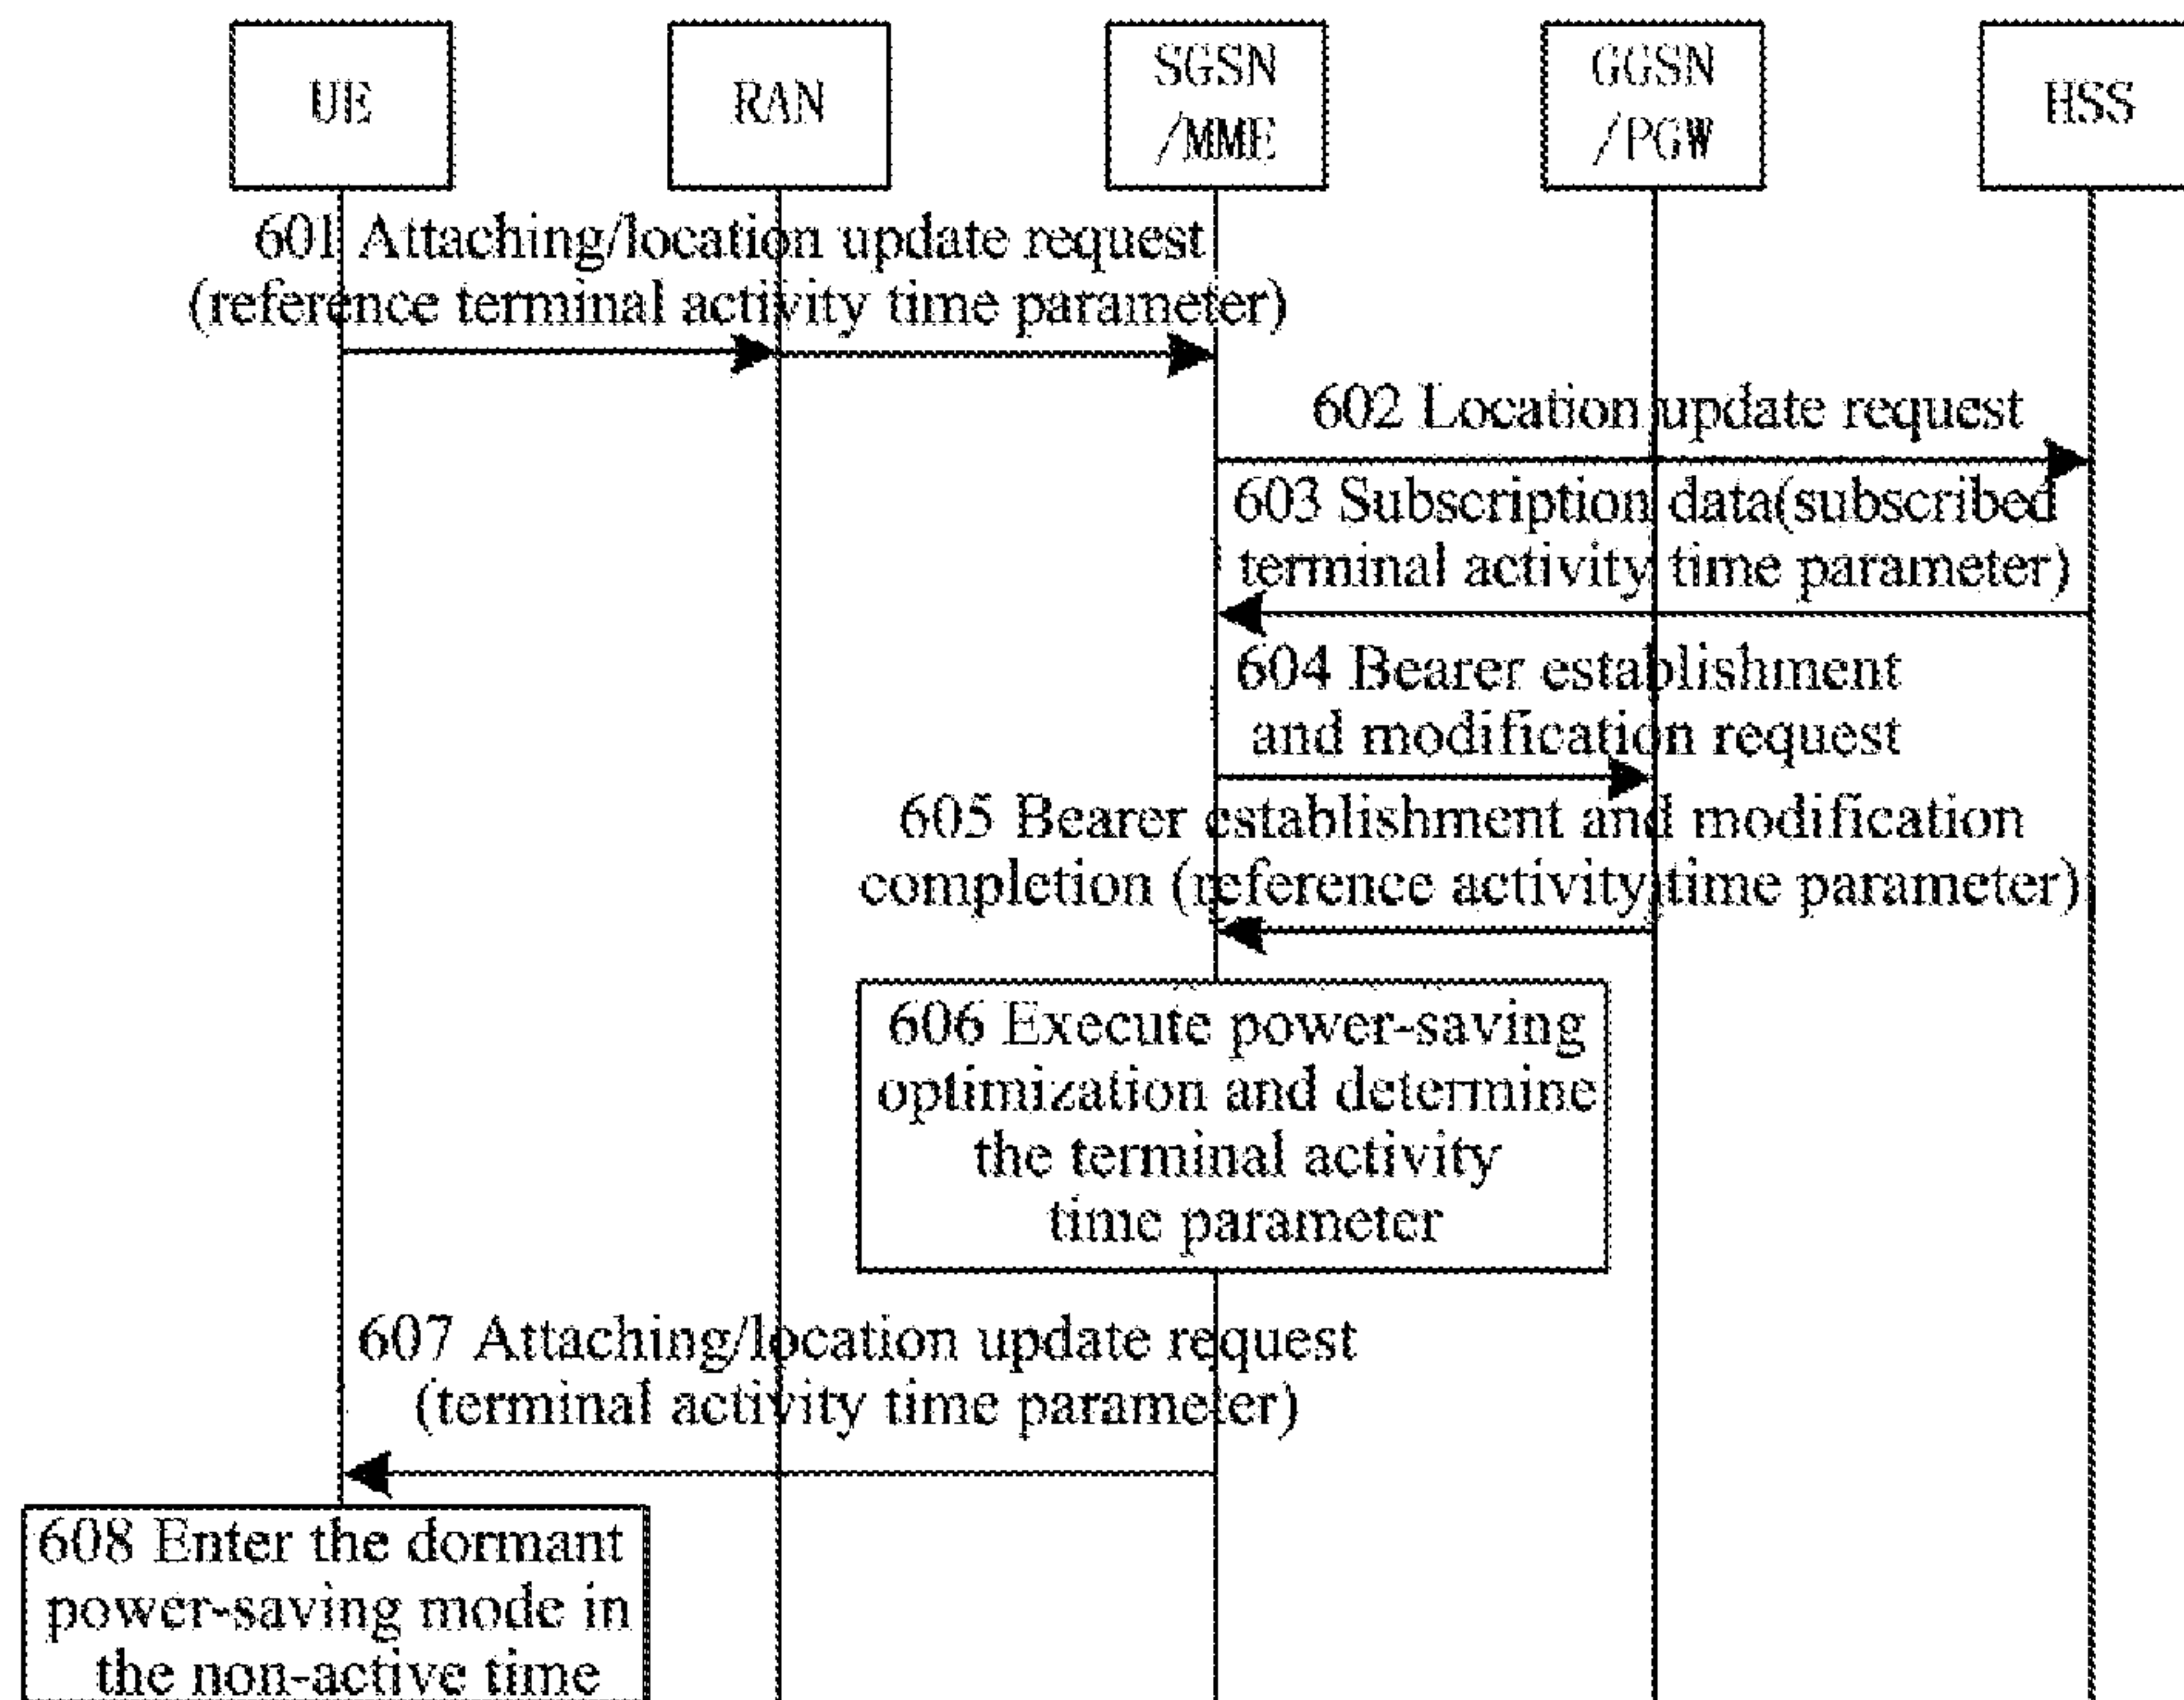 UE
RAN
SGSN
/MME
GGSN
/PGW
HSS
601 Attaching/location update request
(reference terminal activity time parameter)
602 Location update request
603 Subscription data(subscribed
terminal activity time parameter)
604 Bearer establishment
and modification request
605 Bearer establishment and modification
completion (reference activity time parameter)
606 Execute power-saving
optimization and determine
the terminal activity
time parameter
607 Attaching/location update request
(terminal activity time parameter)
608 Enter the dormant
power-saving mode in
the non-active time